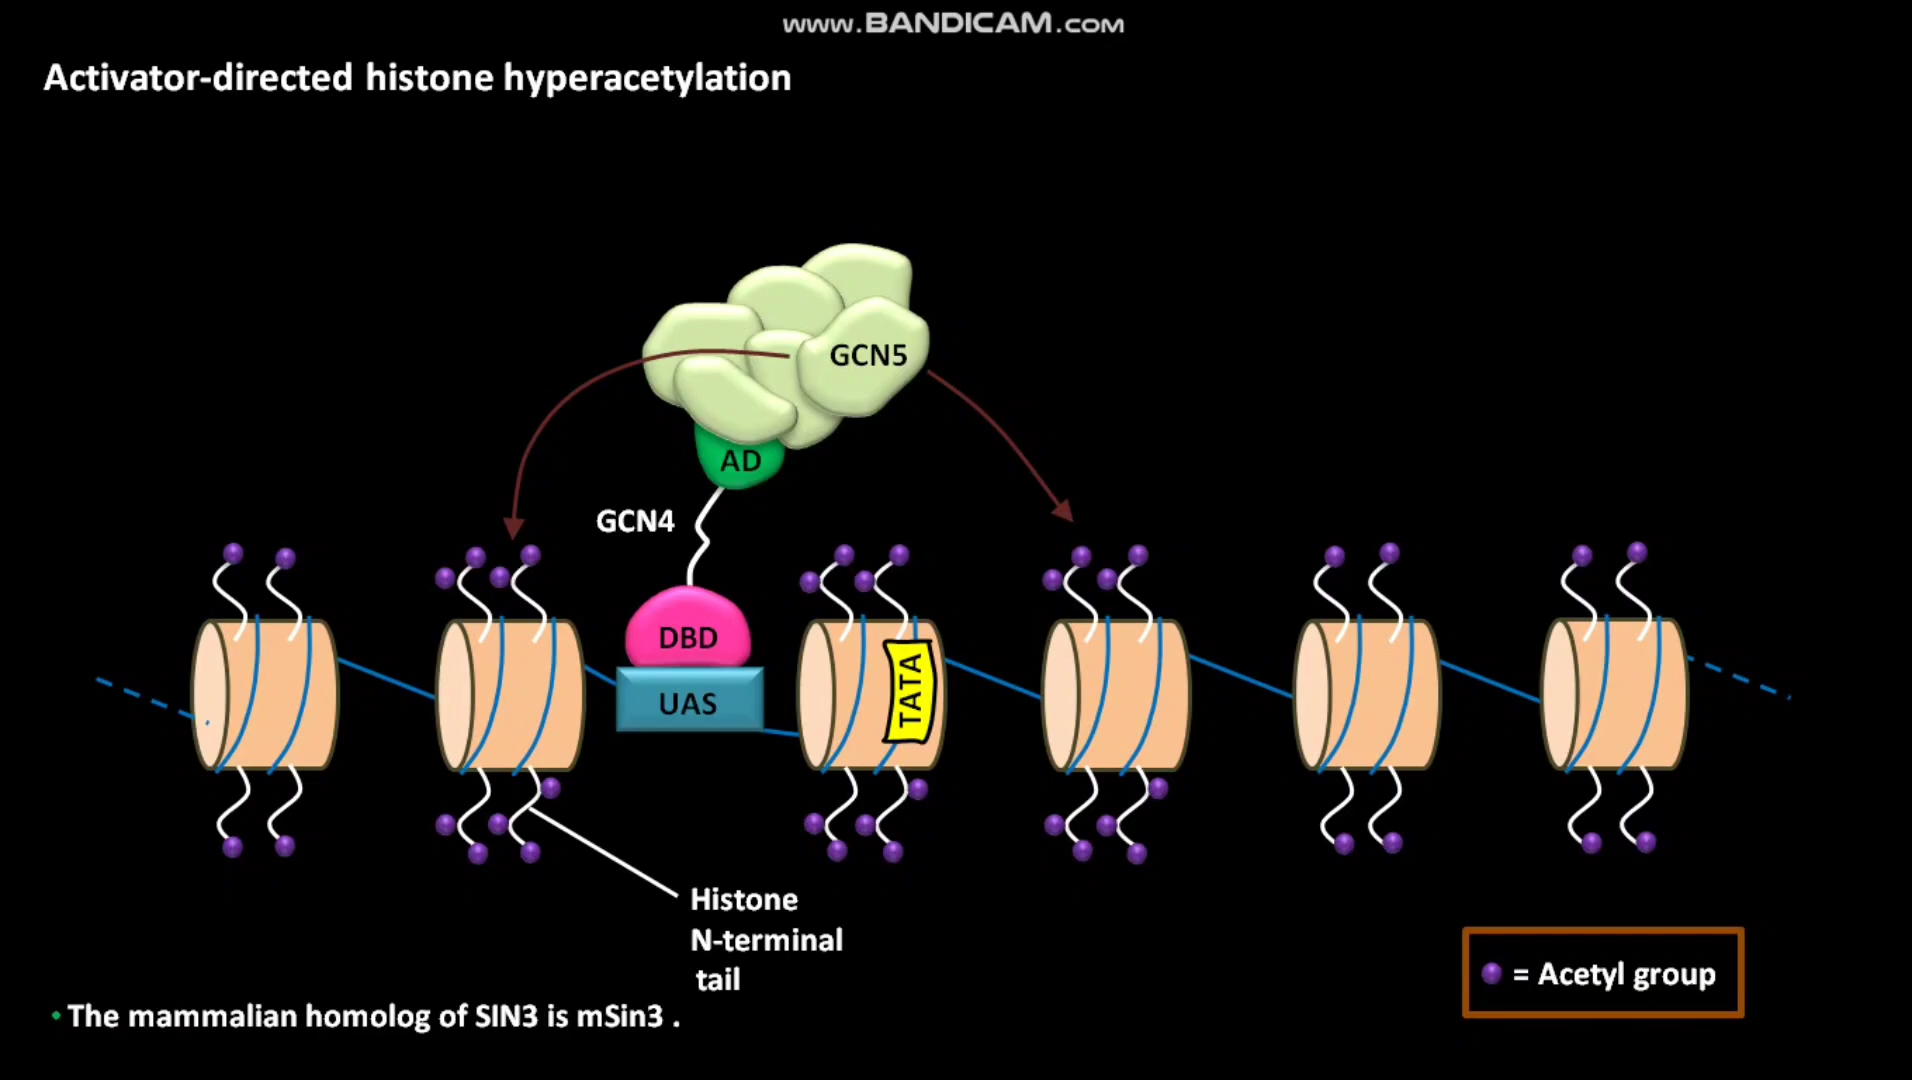 www.BANDICAM.com
Activator-directed histone hyperacetylation
GCN5
AD
GCN4
DBD
UAS
TATA
Histone
N-terminal
tail
= Acetyl group
• The mammalian homolog of SIN3 is mSin3 .